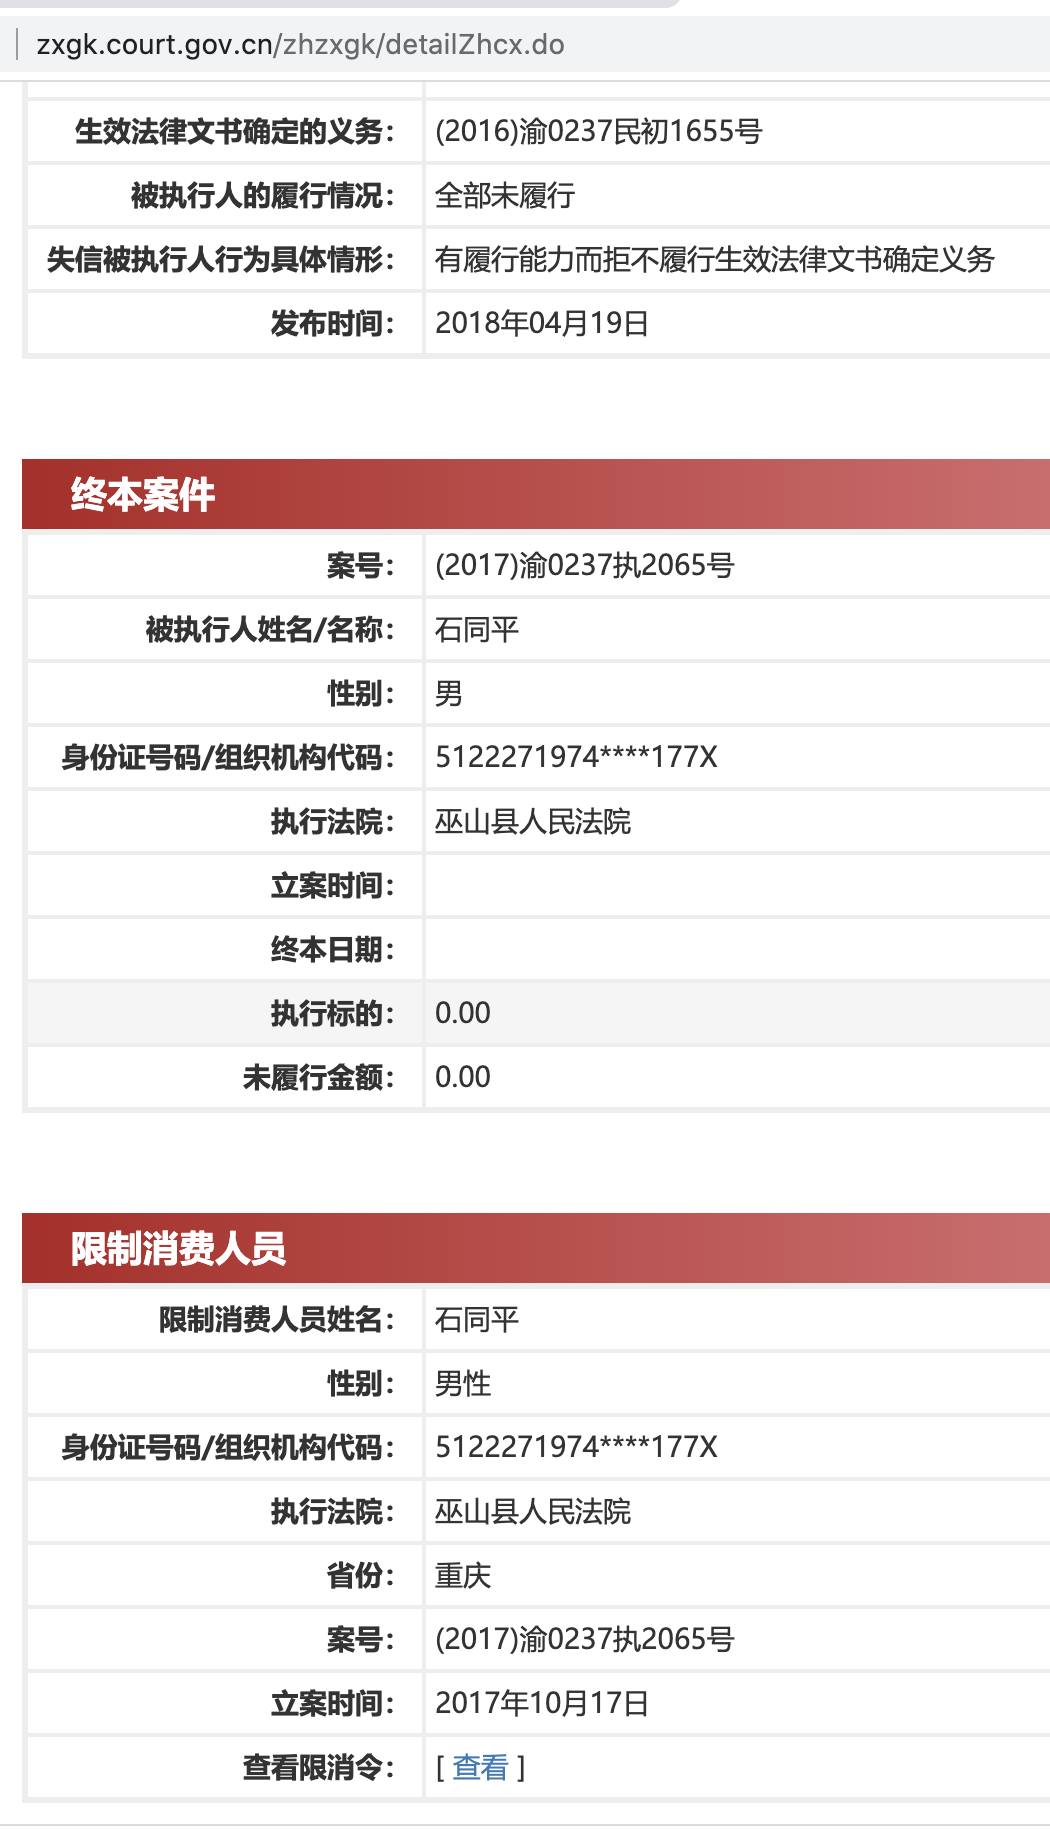 zxgk.court.gov.cn/zhzxgk/detailZhcx.do
生效法律文书确定的义务： (2016)渝0237民初1655号
被执行人的履行情况： 全部未履行
失信被执行人行为具体情形： 有履行能力而拒不履行生效法律文书确定义务
发布时间： 2018年04月19日
终本案件
案号： (2017)渝0237执2065号
被执行人姓名/名称： 石同平
性别： 男
身份证号码/组织机构代码： 5122271974****177X
执行法院： 巫山县人民法院
立案时间：
终本日期：
执行标的： 0.00
未履行金额： 0.00
限制消费人员
限制消费人员姓名： 石同平
性别： 男性
身份证号码/组织机构代码： 5122271974****177X
执行法院： 巫山县人民法院
省份： 重庆
案号： (2017)渝0237执2065号
立案时间： 2017年10月17日
查看限消令： [ 查看 ]